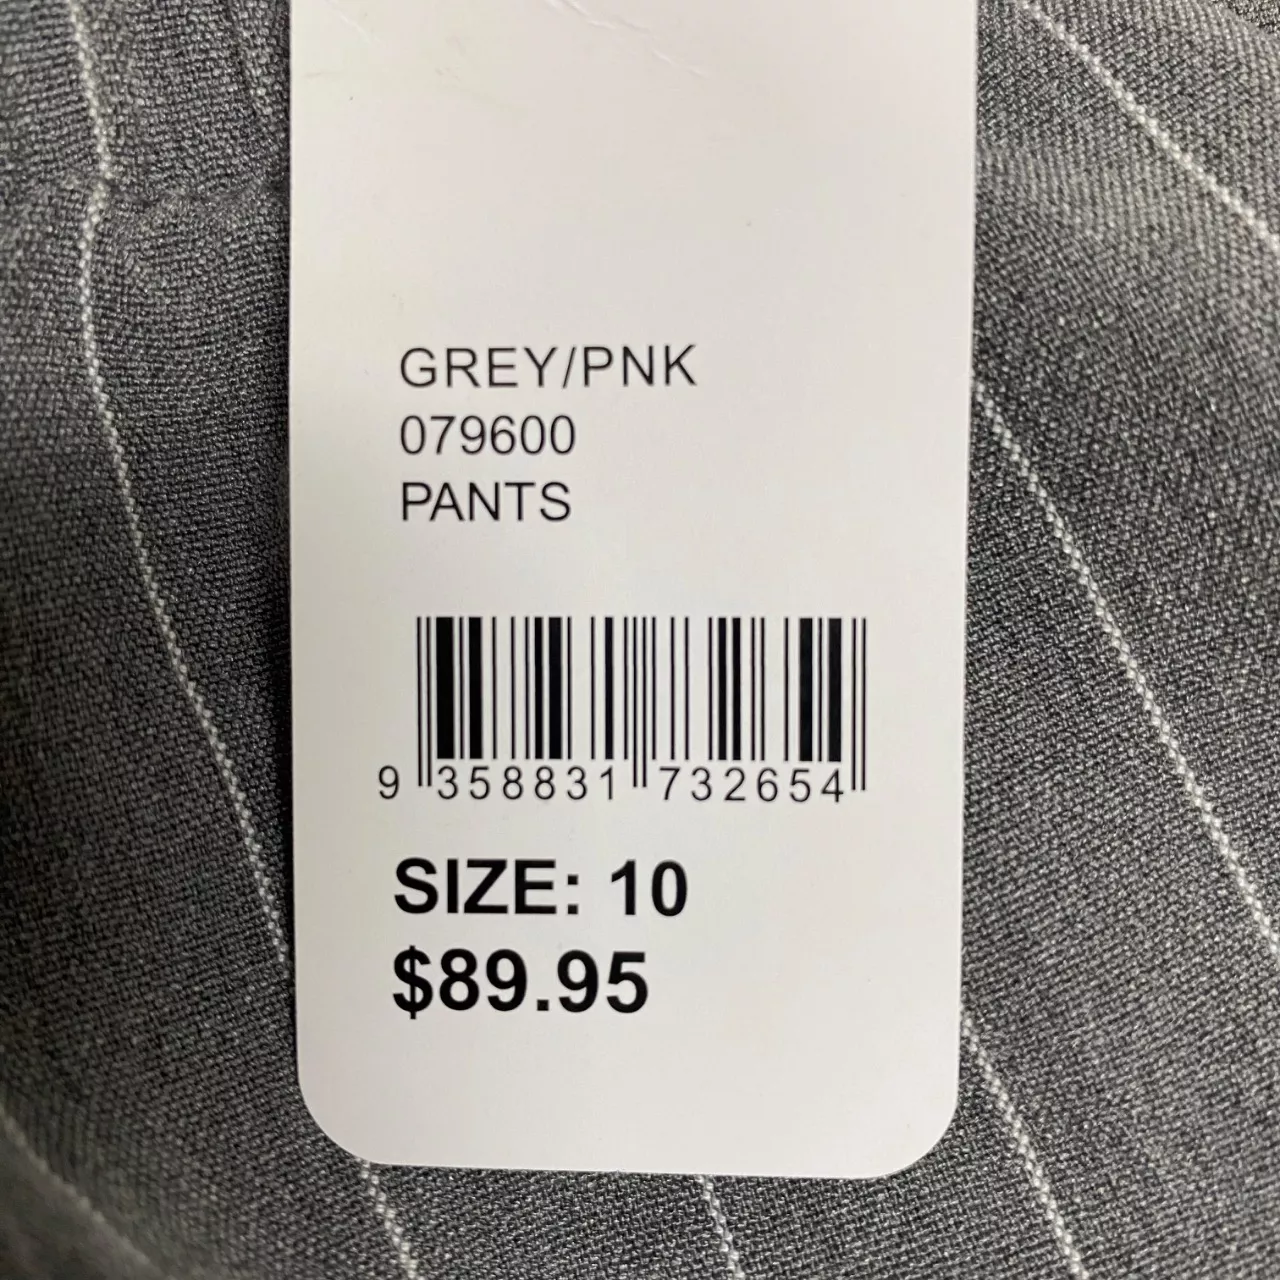 GREY/PNK
079600
PANTS
9 358831 732654
SIZE: 10
$89.95